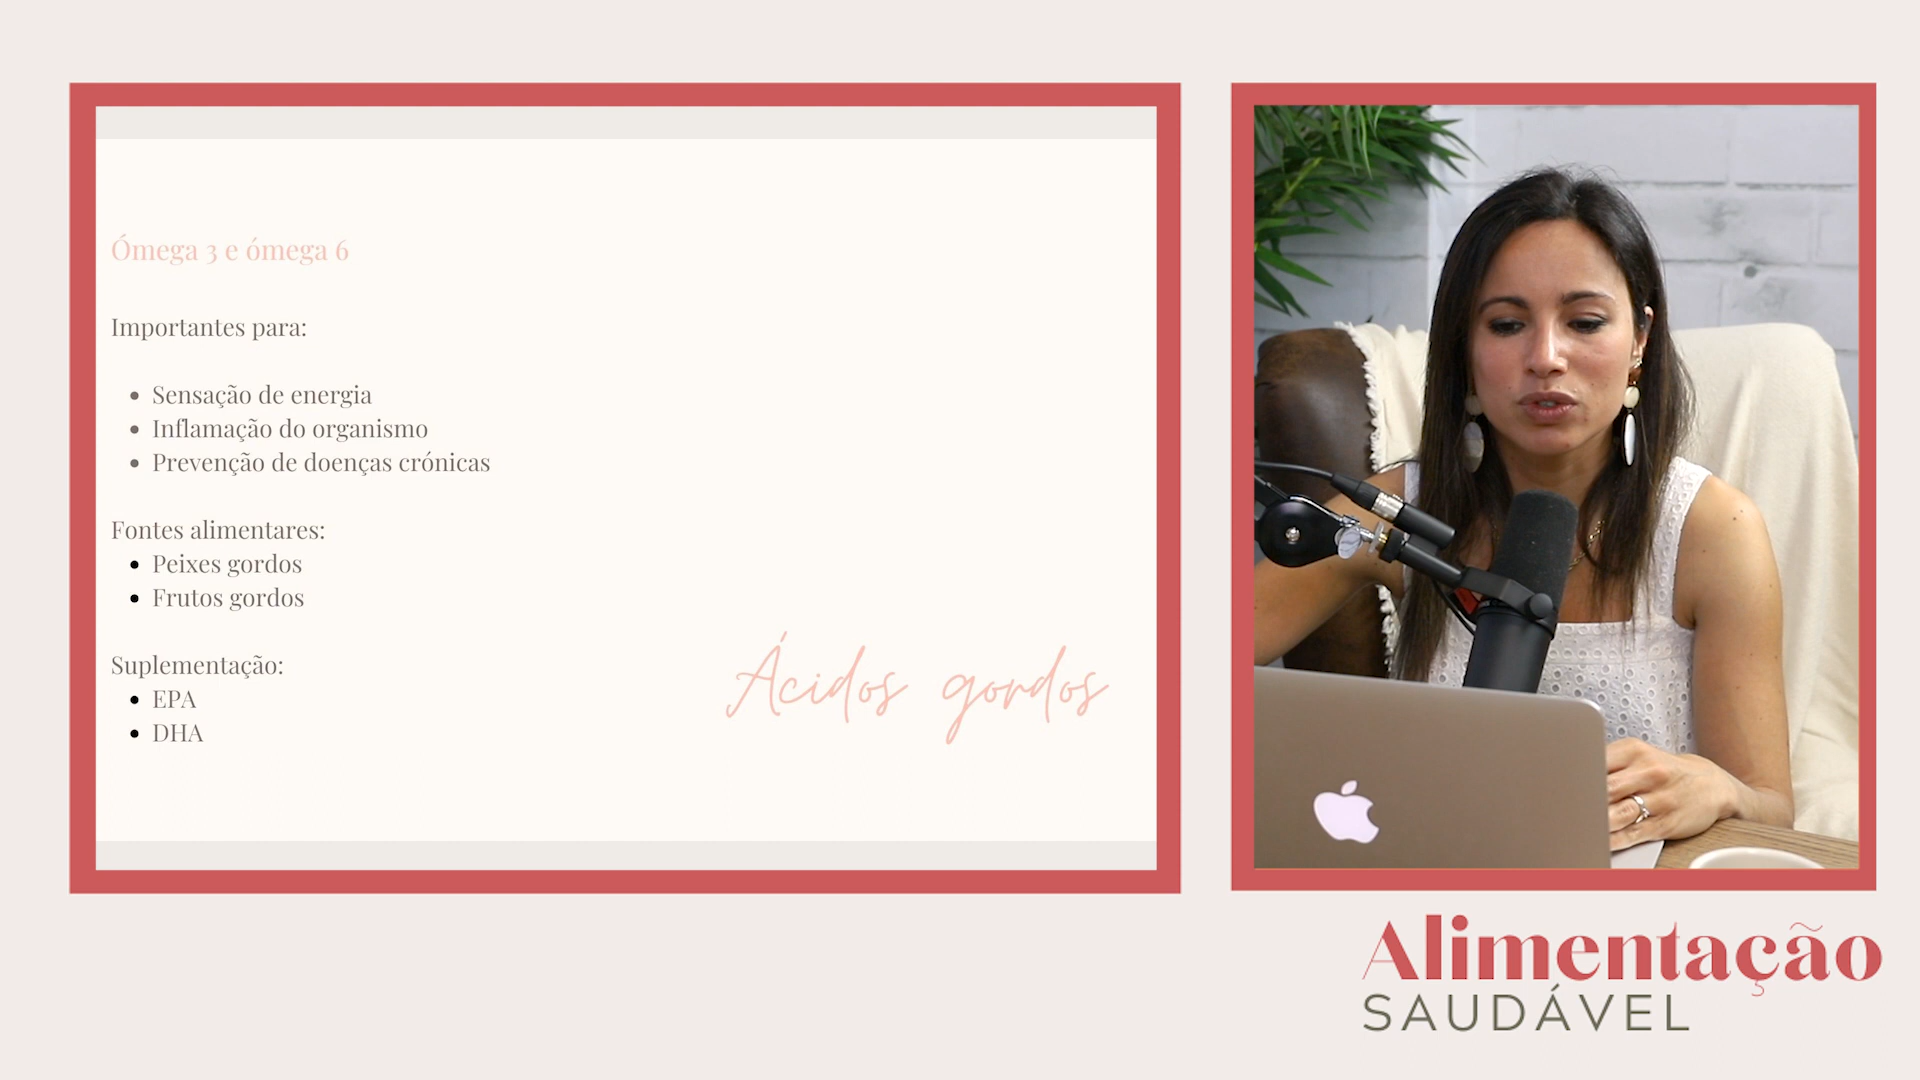 Ómega 3 e ómega 6
Importantes para:
Sensação de energia
Inflamação do organismo
Prevenção de doenças crónicas
Fontes alimentares:
Peixes gordos
Frutos gordos
Suplementação:
EPA
DHA
Ácidos gordos
Alimentação
SAUDÁVEL